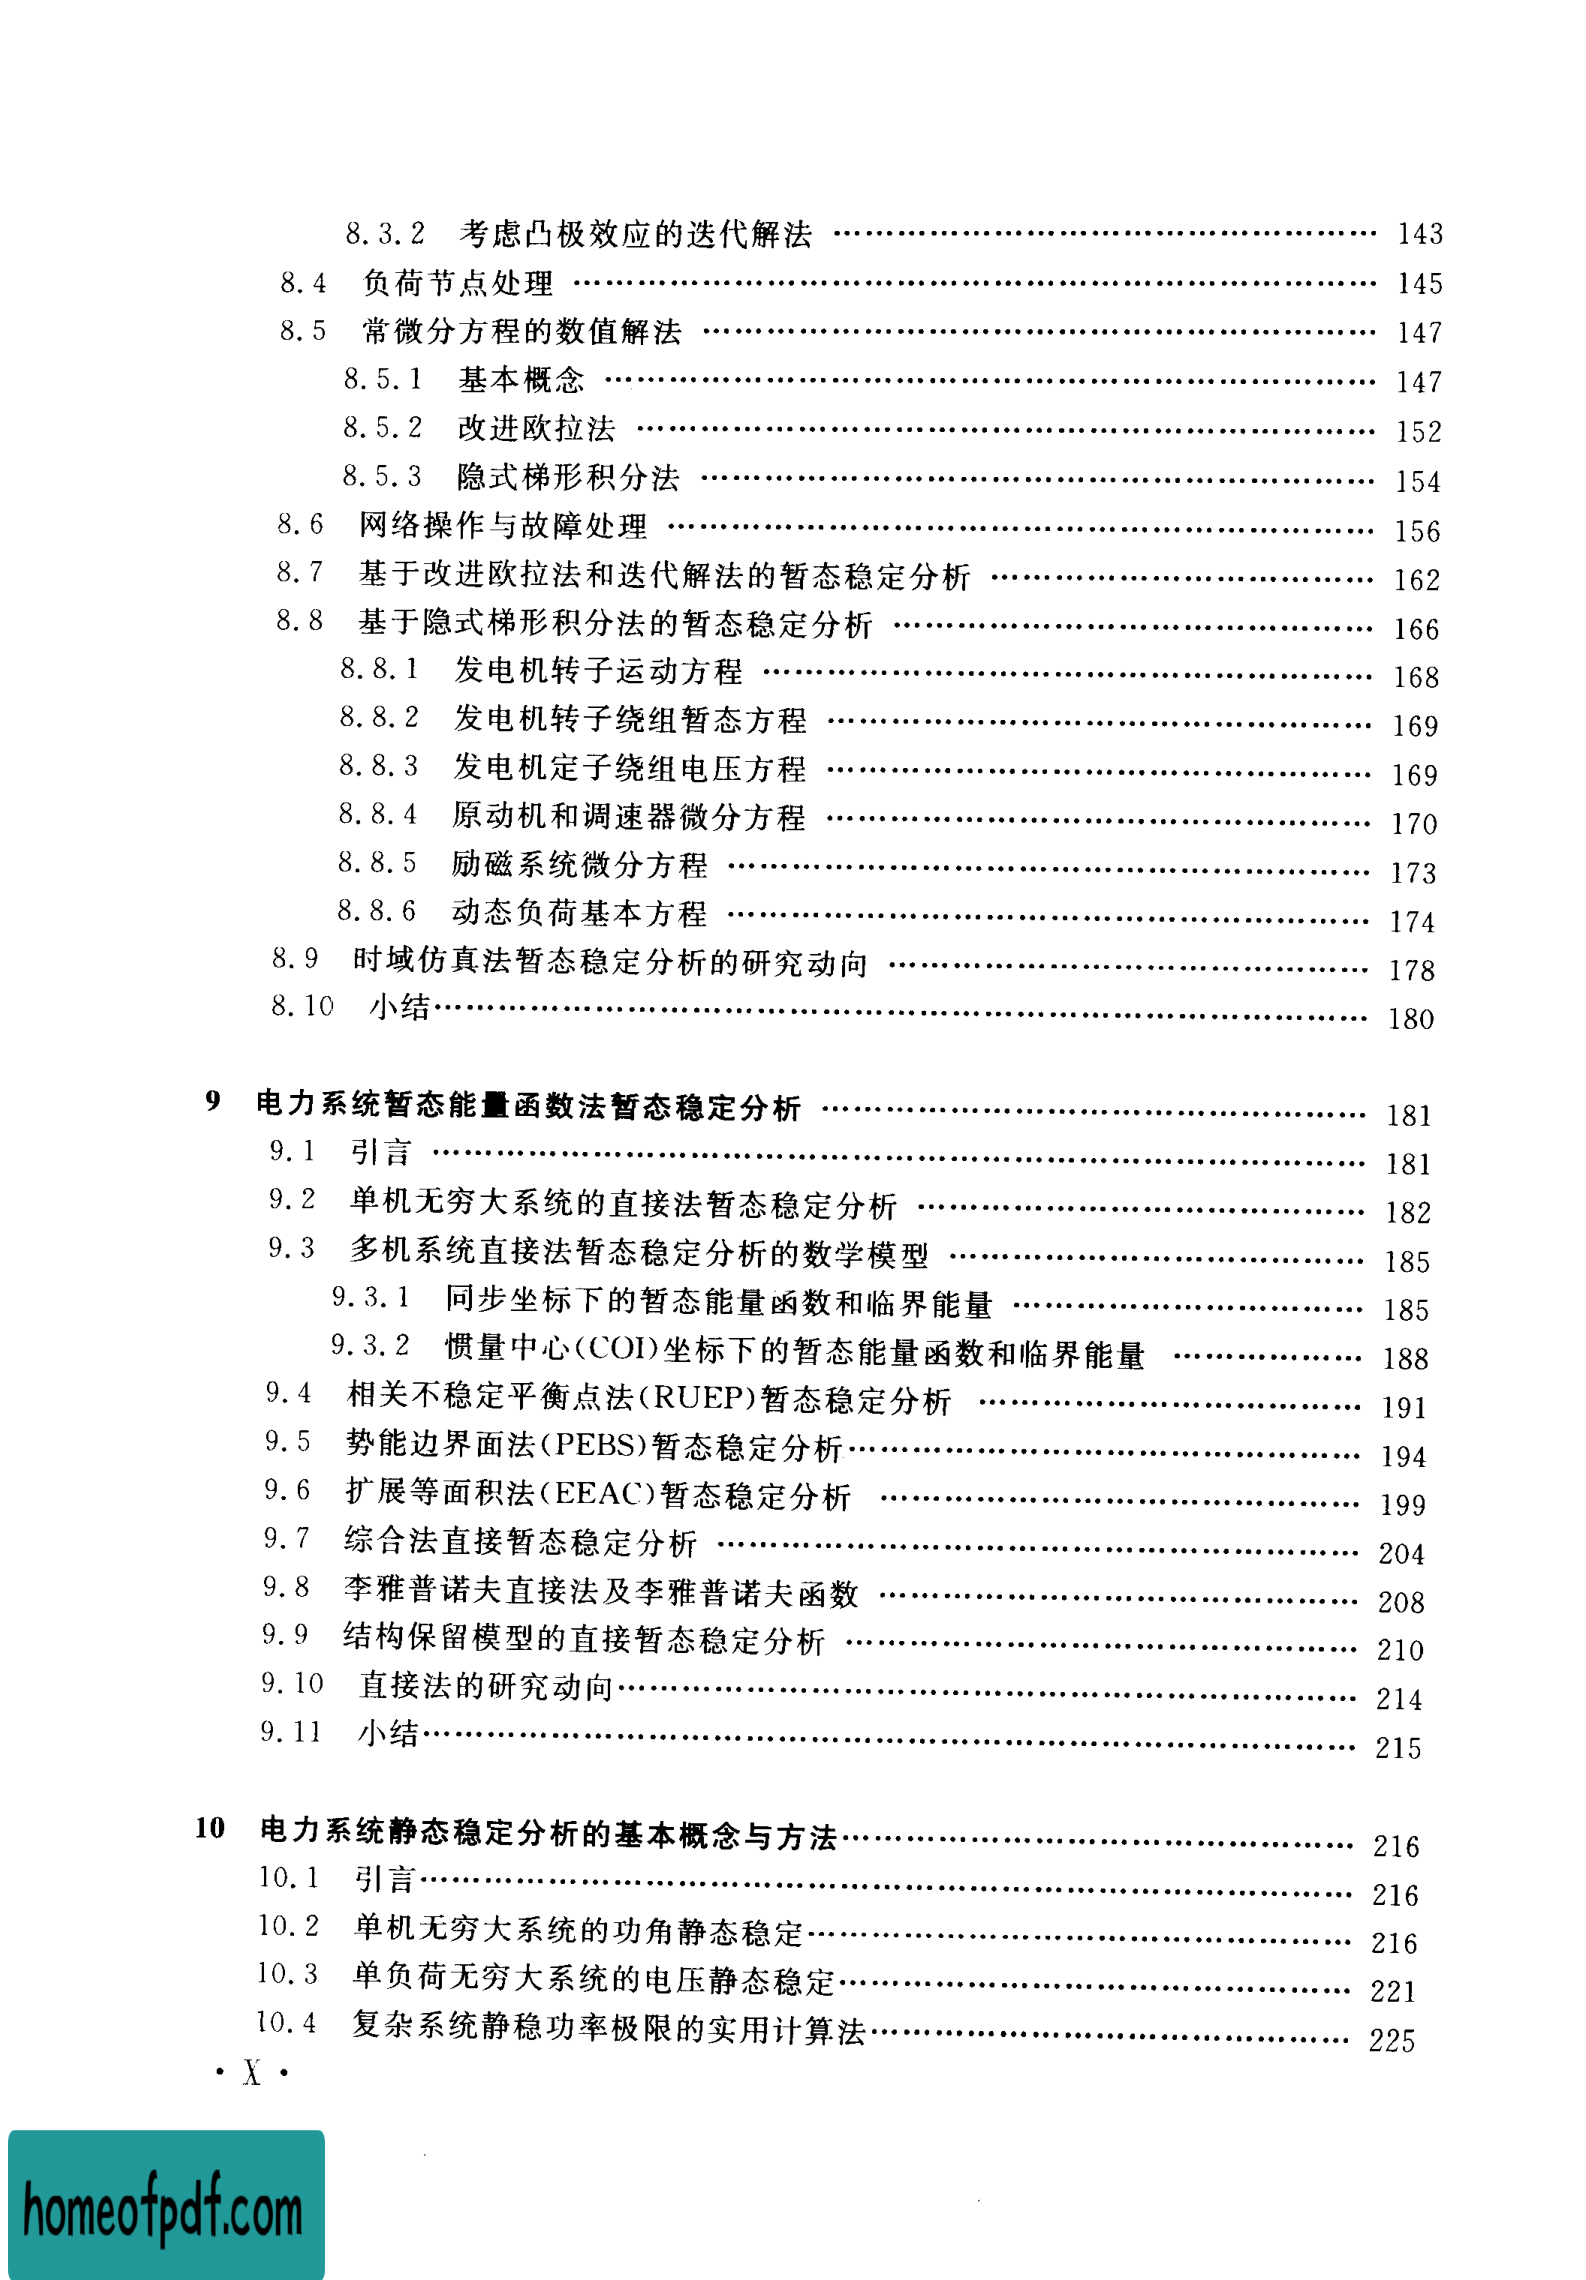 8.3.2 考虑凸极效应的迭代解法 …… 143
8.4 负荷节点处理 …… 145
8.5 常微分方程的数值解法 …… 147
8.5.1 基本概念 …… 147
8.5.2 改进欧拉法 …… 152
8.5.3 隐式梯形积分法 …… 154
8.6 网络操作与故障处理 …… 156
8.7 基于改进欧拉法和迭代解法的暂态稳定分析 …… 162
8.8 基于隐式梯形积分法的暂态稳定分析 …… 166
8.8.1 发电机转子运动方程 …… 168
8.8.2 发电机转子绕组暂态方程 …… 169
8.8.3 发电机定子绕组电压方程 …… 169
8.8.4 原动机和调速器微分方程 …… 170
8.8.5 励磁系统微分方程 …… 173
8.8.6 动态负荷基本方程 …… 174
8.9 时域仿真法暂态稳定分析的研究动向 …… 178
8.10 小结 …… 180
9 电力系统暂态能量函数法暂态稳定分析 …… 181
9.1 引言 …… 181
9.2 单机无穷大系统的直接法暂态稳定分析 …… 182
9.3 多机系统直接法暂态稳定分析的数学模型 …… 185
9.3.1 同步坐标下的暂态能量函数和临界能量 …… 185
9.3.2 惯量中心(COI)坐标下的暂态能量函数和临界能量 …… 188
9.4 相关不稳定平衡点法(RUEP)暂态稳定分析 …… 191
9.5 势能边界面法(PEBS)暂态稳定分析 …… 194
9.6 扩展等面积法(EEAC)暂态稳定分析 …… 199
9.7 综合法直接暂态稳定分析 …… 204
9.8 李雅普诺夫直接法及李雅普诺夫函数 …… 208
9.9 结构保留模型的直接暂态稳定分析 …… 210
9.10 直接法的研究动向 …… 214
9.11 小结 …… 215
10 电力系统静态稳定分析的基本概念与方法 …… 216
10.1 引言 …… 216
10.2 单机无穷大系统的功角静态稳定 …… 216
10.3 单负荷无穷大系统的电压静态稳定 …… 221
10.4 复杂系统静稳功率极限的实用计算法 …… 225
· X ·
homeofpdf.com